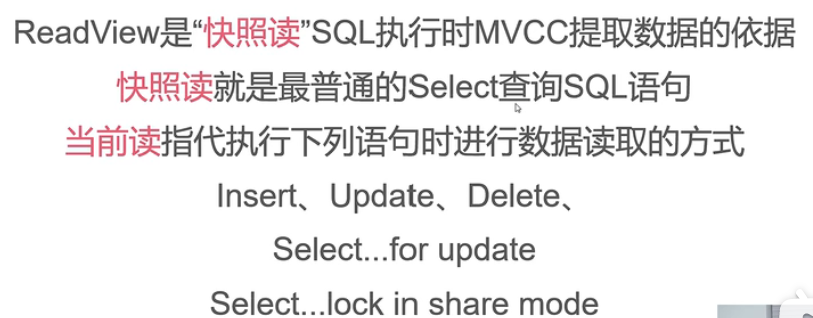 ReadView是“快照读”SQL执行时MVCC提取数据的依据
快照读就是最普通的Select查询SQL语句
当前读指代执行下列语句时进行数据读取的方式
Insert、Update、Delete、
Select...for update
Select...lock in share mode